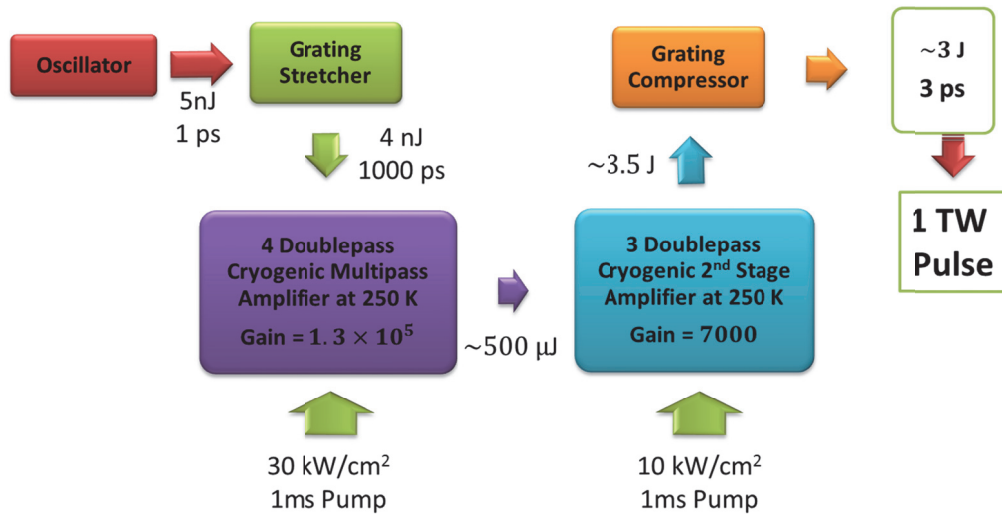 Oscillator
5nJ
1 ps
Grating
Stretcher
4 nJ
1000 ps
4 Doublepass
Cryogenic Multipass
Amplifier at 250 K
Gain = 1.3 × 10⁵
~500 µJ
30 kW/cm²
1ms Pump
3 Doublepass
Cryogenic 2nd Stage
Amplifier at 250 K
Gain = 7000
10 kW/cm²
1ms Pump
~3.5 J
Grating
Compressor
~3 J
3 ps
1 TW
Pulse